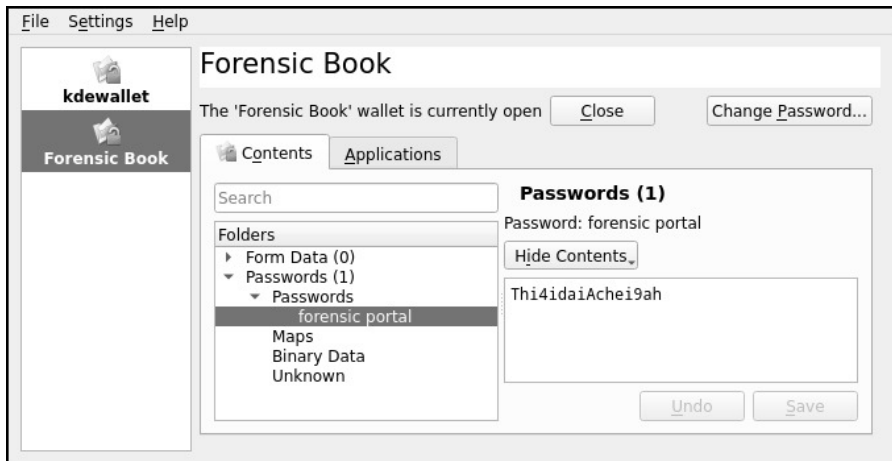 File Settings Help
kdewallet
Forensic Book
Forensic Book
The 'Forensic Book' wallet is currently open Close Change Password...
Contents Applications
Search
Folders
Form Data (0)
Passwords (1)
Passwords
forensic portal
Maps
Binary Data
Unknown
Passwords (1)
Password: forensic portal
Hide Contents
Thi4idaiAchei9ah
Undo Save